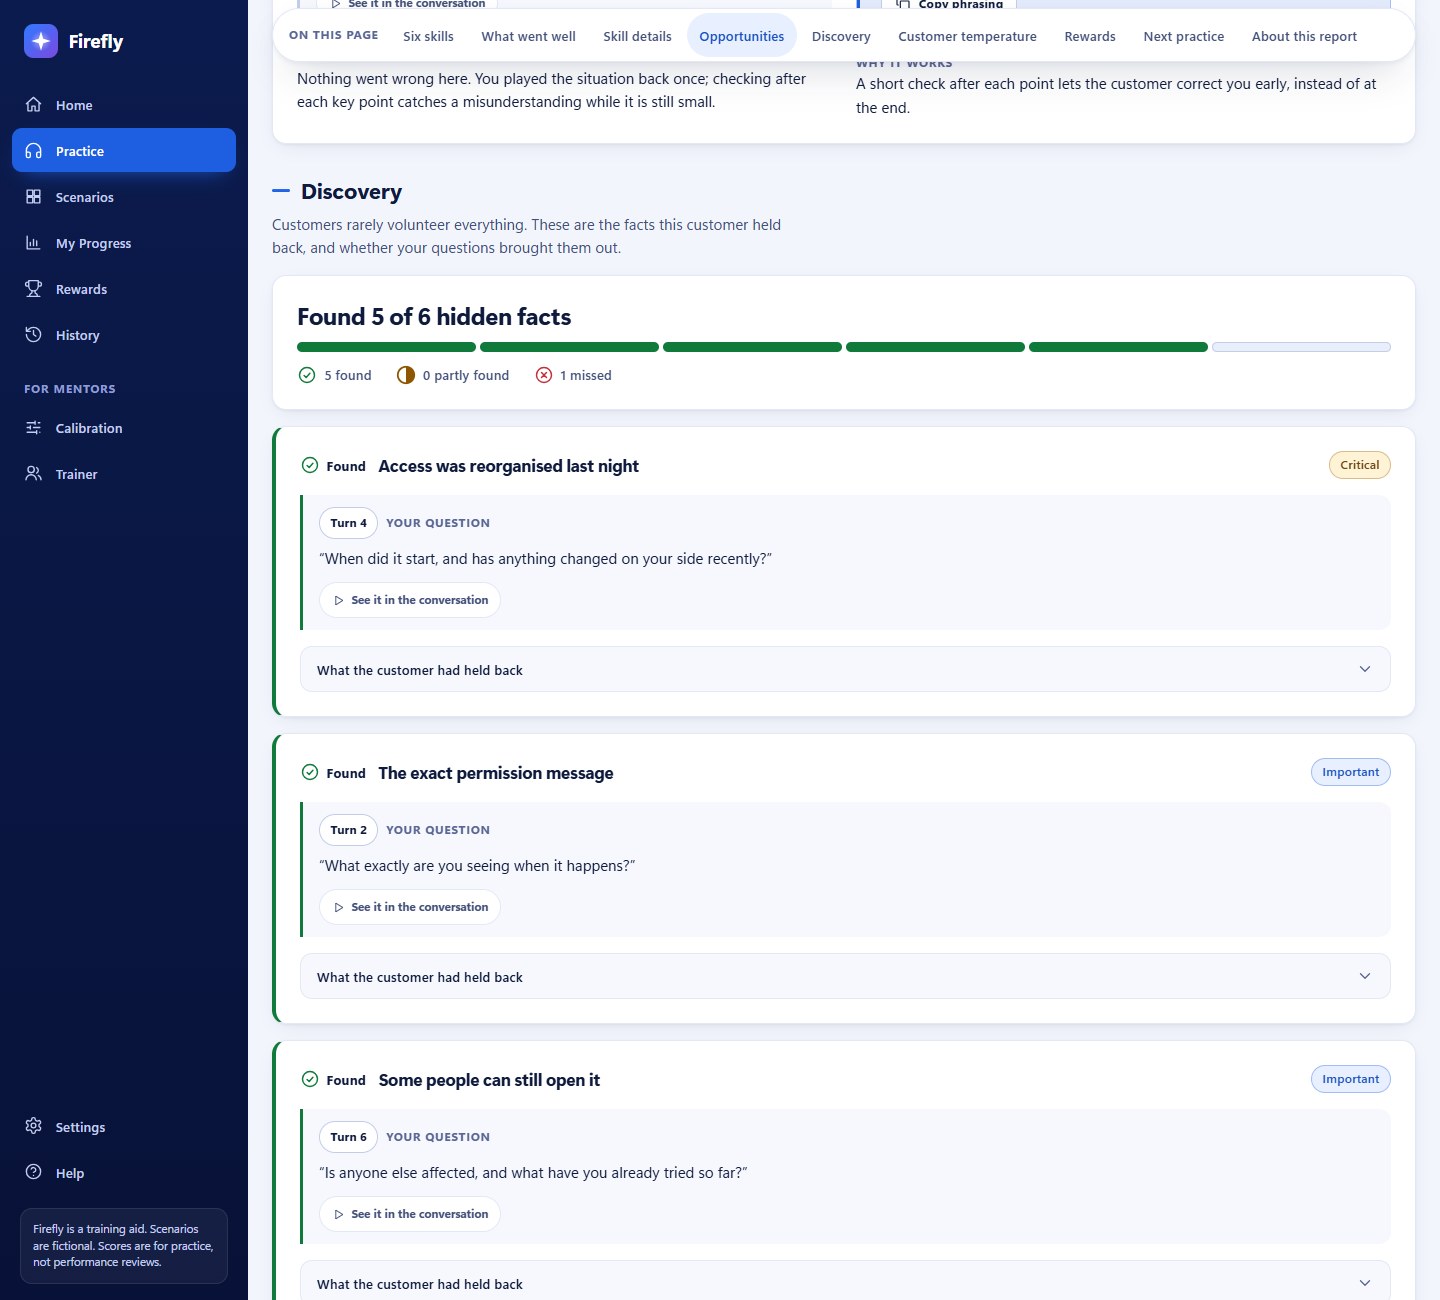 Firefly
Home
Practice
Scenarios
My Progress
Rewards
History
FOR MENTORS
Calibration
Trainer
Settings
Help
Firefly is a training aid. Scenarios
are fictional. Scores are for practice,
not performance reviews.
See it in the conversation
Copy phrasing
ON THIS PAGE
Six skills
What went well
Skill details
Opportunities
Discovery
Customer temperature
Rewards
Next practice
About this report
Nothing went wrong here. You played the situation back once; checking after
each key point catches a misunderstanding while it is still small.
WHY IT WORKS
A short check after each point lets the customer correct you early, instead of at
the end.
Discovery
Customers rarely volunteer everything. These are the facts this customer held
back, and whether your questions brought them out.
Found 5 of 6 hidden facts
5 found
0 partly found
1 missed
Found Access was reorganised last night
Critical
Turn 4 YOUR QUESTION
“When did it start, and has anything changed on your side recently?”
See it in the conversation
What the customer had held back
Found The exact permission message
Important
Turn 2 YOUR QUESTION
“What exactly are you seeing when it happens?”
See it in the conversation
What the customer had held back
Found Some people can still open it
Important
Turn 6 YOUR QUESTION
“Is anyone else affected, and what have you already tried so far?”
See it in the conversation
What the customer had held back